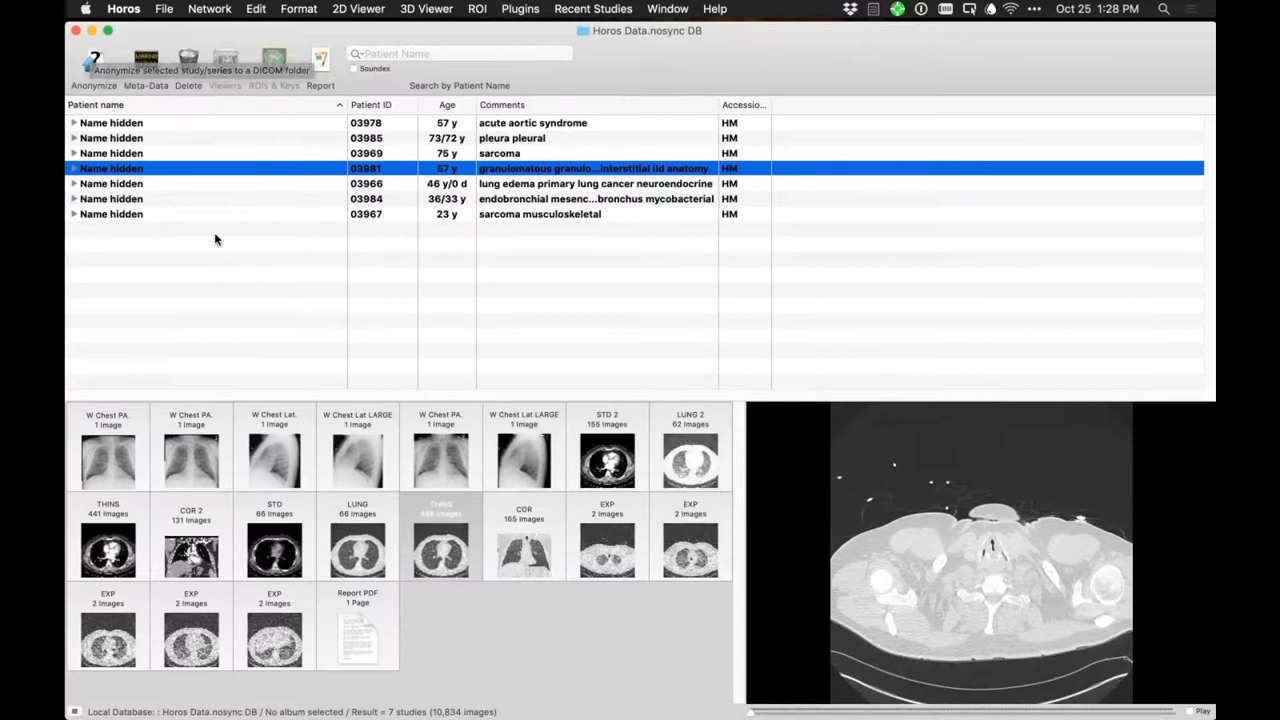 Horos File Network Edit Format 2D Viewer 3D Viewer ROI Plugins Recent Studies Window Help Oct 25 1:28 PM
Horos Data.nosync DB
Patient Name
Anonymize selected study/series to a DICOM folder
Soundex
Anonymize Meta-Data Delete Viewers ROIs & Keys Report Search by Patient Name
Patient name Patient ID Age Comments Accessio...
Name hidden 03978 57 y acute aortic syndrome HM
Name hidden 03985 73/72 y pleura pleural HM
Name hidden 03969 75 y sarcoma HM
Name hidden 03981 57 y granulomatous granulo...interstitial ild anatomy HM
Name hidden 03966 46 y/0 d lung edema primary lung cancer neuroendocrine HM
Name hidden 03984 36/33 y endobronchial mesenc...bronchus mycobacterial HM
Name hidden 03967 23 y sarcoma musculoskeletal HM
W Chest PA. W Chest PA. W Chest Lat. W Chest Lat LARGE W Chest PA. W Chest Lat LARGE STD 2 LUNG 2
1 Image 1 Image 1 Image 1 Image 1 Image 1 Image 155 Images 62 Images
THINS COR 2 STD LUNG THINS COR EXP EXP
441 Images 131 Images 66 Images 66 Images Images 165 Images 2 Images 2 Images
EXP EXP EXP Report PDF
2 Images 2 Images 2 Images 1 Page
Local Database: : Horos Data.nosync DB / No album selected / Result = 7 studies (10,834 images) Play